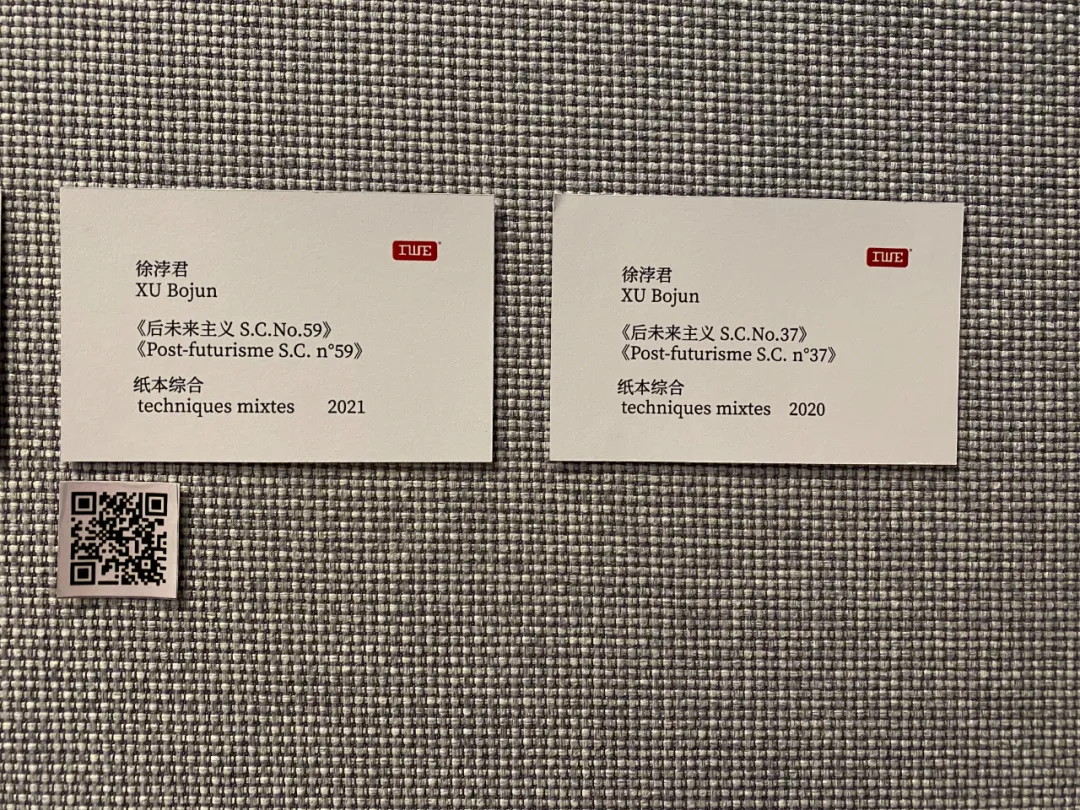 IWE
徐浡君
XU Bojun
《后未来主义 S.C.No.59》
《Post-futurisme S.C. n°59》
纸本综合
techniques mixtes 2021
IWE
徐浡君
XU Bojun
《后未来主义 S.C.No.37》
《Post-futurisme S.C. n°37》
纸本综合
techniques mixtes 2020